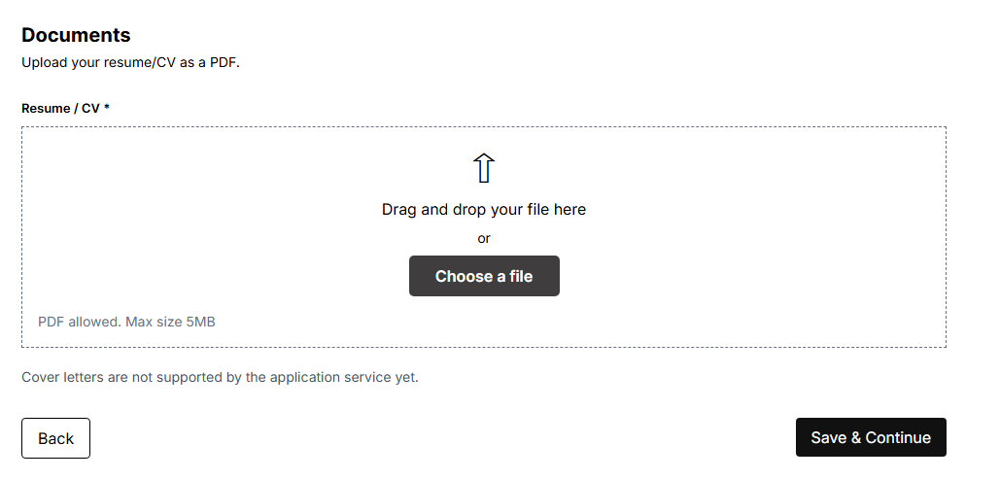 Documents
Upload your resume/CV as a PDF.
Resume / CV *
Drag and drop your file here
or
Choose a file
PDF allowed. Max size 5MB
Cover letters are not supported by the application service yet.
Back
Save & Continue